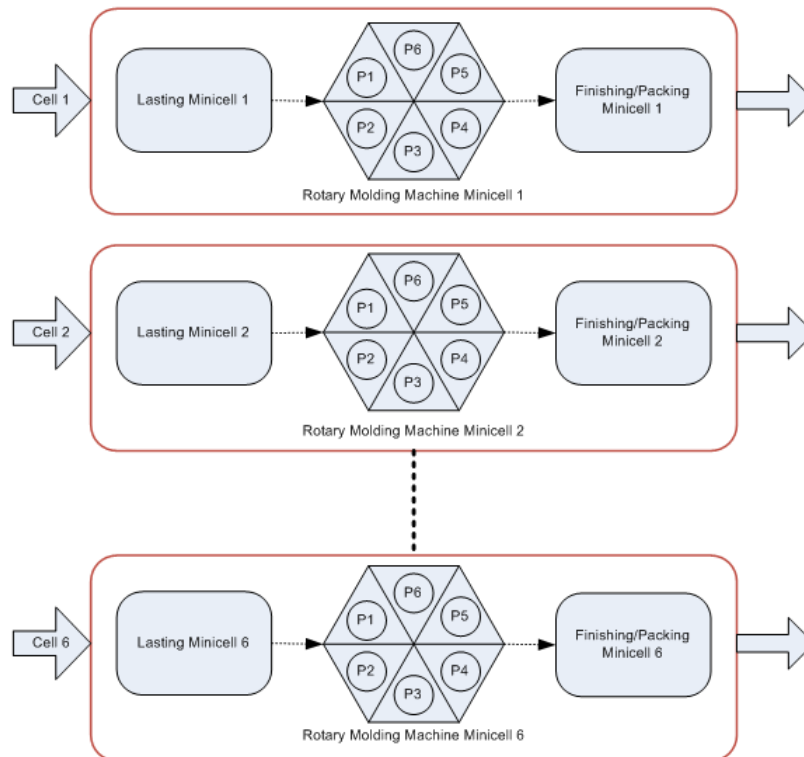 Cell 1
Lasting Minicell 1
P1
P6
P5
P2
P3
P4
Rotary Molding Machine Minicell 1
Finishing/Packing
Minicell 1
Cell 2
Lasting Minicell 2
P1
P6
P5
P2
P3
P4
Rotary Molding Machine Minicell 2
Finishing/Packing
Minicell 2
Cell 6
Lasting Minicell 6
P1
P6
P5
P2
P3
P4
Rotary Molding Machine Minicell 6
Finishing/Packing
Minicell 6